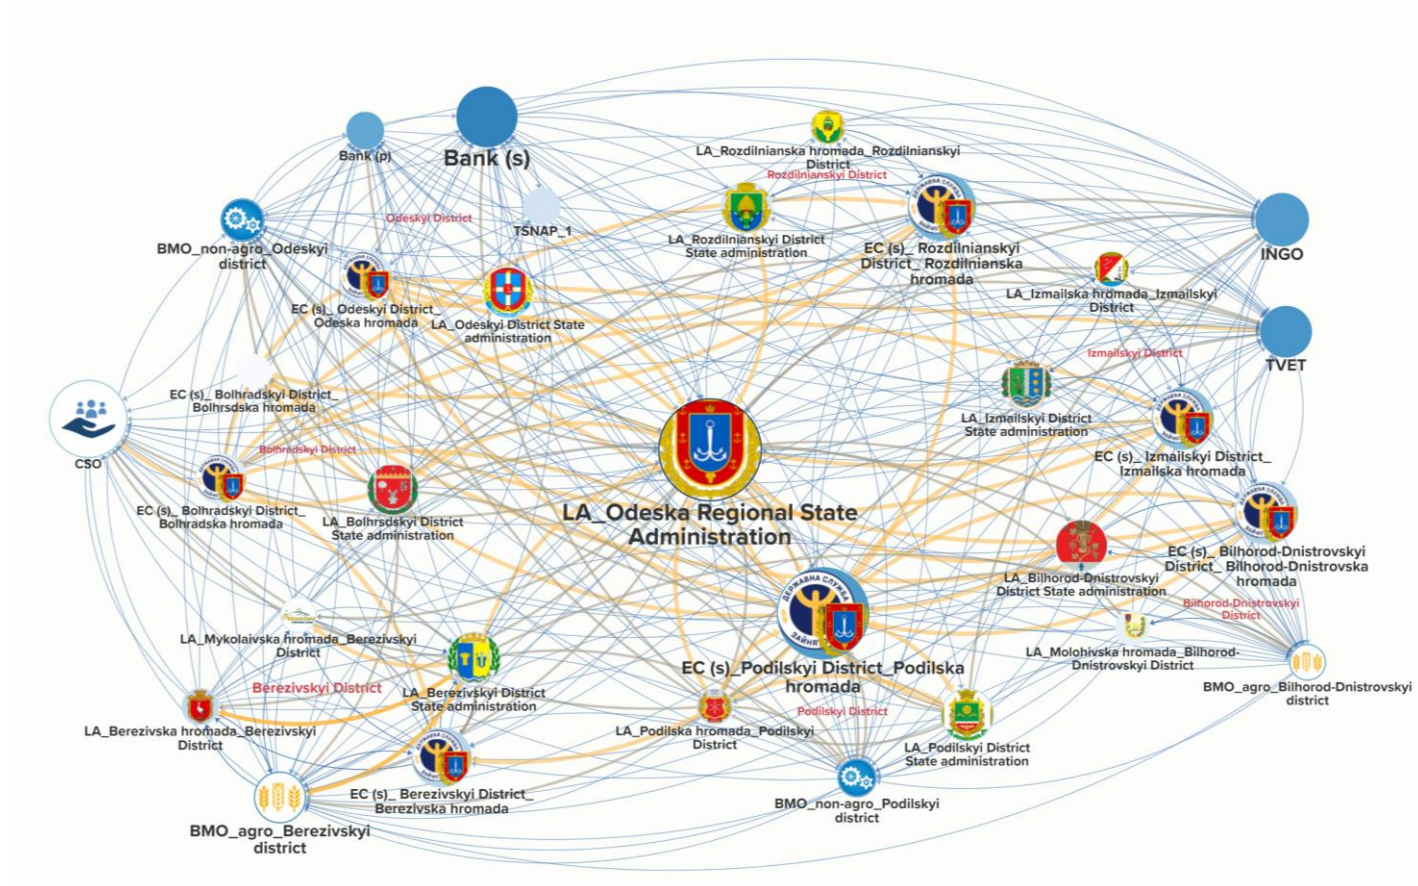 Bank (p)
Bank (s)
LA_Rozdilnianska hromada_Rozdilnianskyi
District
Rozdilnianskyi District
Odeskyi District
TSNAP_1
BMO_non-agro_Odeskyi
district
LA_Rozdilnianskyi District
State administration
EC (s)_ Rozdilnianskyi
District_ Rozdilnianska
hromada
INGO
LA_Izmailska hromada_Izmailskyi
District
EC (s)_ Odeskyi District_
Odeska hromada
LA_Odeskyi District State
administration
Izmailskyi District
TVET
EC (s)_ Bolhradskyi District_
Bolhrsdska hromada
LA_Izmailskyi District
State administration
CSO
Bolhradskyi District
EC (s)_ Izmailskyi District_
Izmailska hromada
EC (s)_ Bolhradskyi District_
Bolhradska hromada
LA_Bolhrsdskyi District
State administration
LA_Odeska Regional State
Administration
EC (s)_ Bilhorod-Dnistrovskyi
District_ Bilhorod-Dnistrovska
hromada
LA_Bilhorod-Dnistrovskyi
District State administration
ДЕРЖАВНА СЛУЖБА
Bilhorod-Dnistrovskyi
District
LA_Mykolaivska hromada_Berezivskyi
District
LA_Molohivska hromada_Bilhorod-
Dnistrovskyi District
EC (s)_Podilskyi District_Podilska
hromada
Berezivskyi District
LA_Berezivskyi District
State administration
BMO_agro_Bilhorod-Dnistrovskyi
district
LA_Berezivska hromada_Berezivskyi
District
LA_Podilska hromada_Podilskyi
District
Podilskyi District
LA_Podilskyi District
State administration
EC (s)_ Berezivskyi District_
Berezivska hromada
BMO_non-agro_Podilskyi
district
BMO_agro_Berezivskyi
district